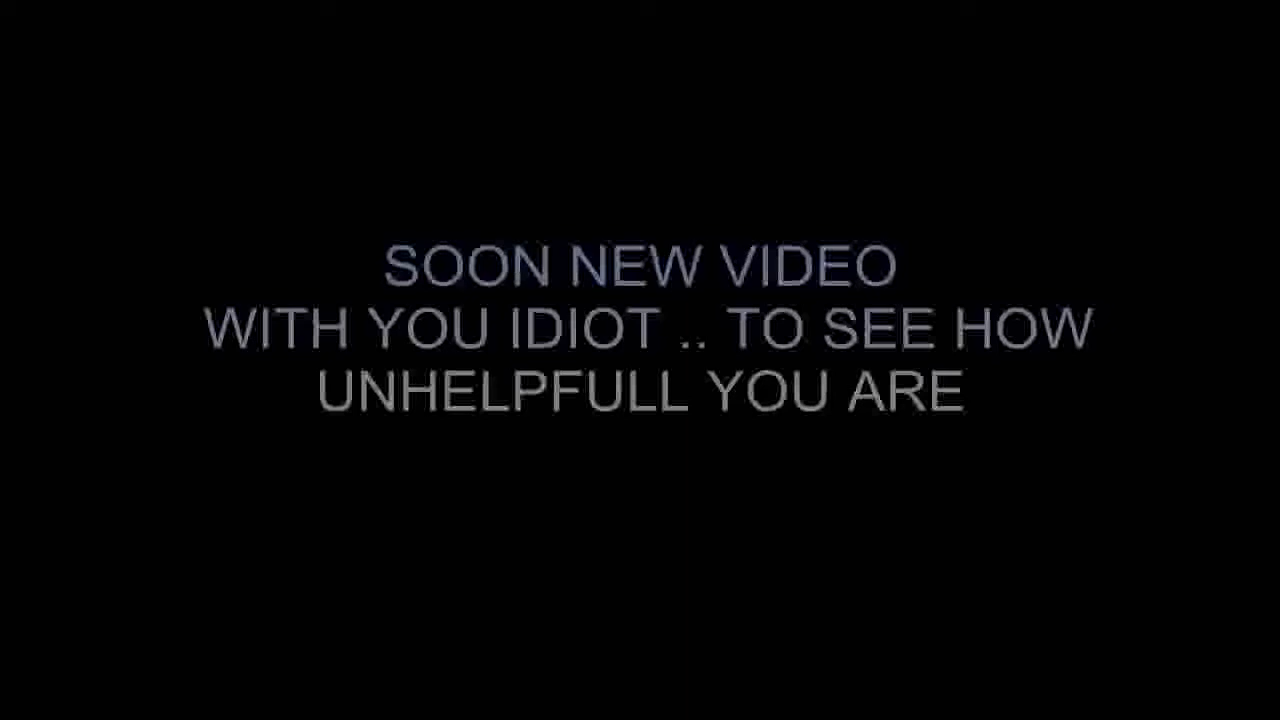 SOON NEW VIDEO
WITH YOU IDIOT .. TO SEE HOW
UNHELPFULL YOU ARE